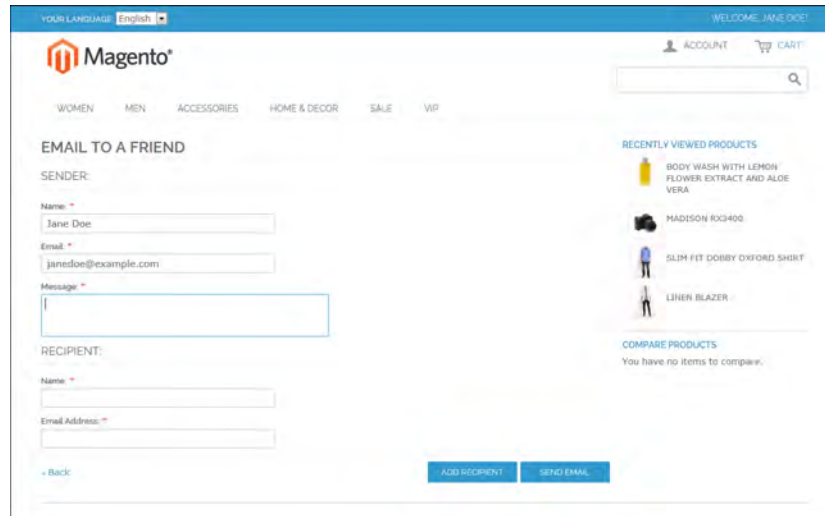 YOUR LANGUAGE: English
WELCOME, JANE DOE!
Magento®
ACCOUNT
CART
WOMEN MEN ACCESSORIES HOME & DECOR SALE VIP
EMAIL TO A FRIEND
SENDER:
Name: *
Jane Doe
Email: *
janedoe@example.com
Message: *
RECIPIENT:
Name: *
Email Address: *
« Back
ADD RECIPIENT
SEND EMAIL
RECENTLY VIEWED PRODUCTS
BODY WASH WITH LEMON
FLOWER EXTRACT AND ALOE
VERA
MADISON RX3400
SLIM FIT DOBBY OXFORD SHIRT
LINEN BLAZER
COMPARE PRODUCTS
You have no items to compare.